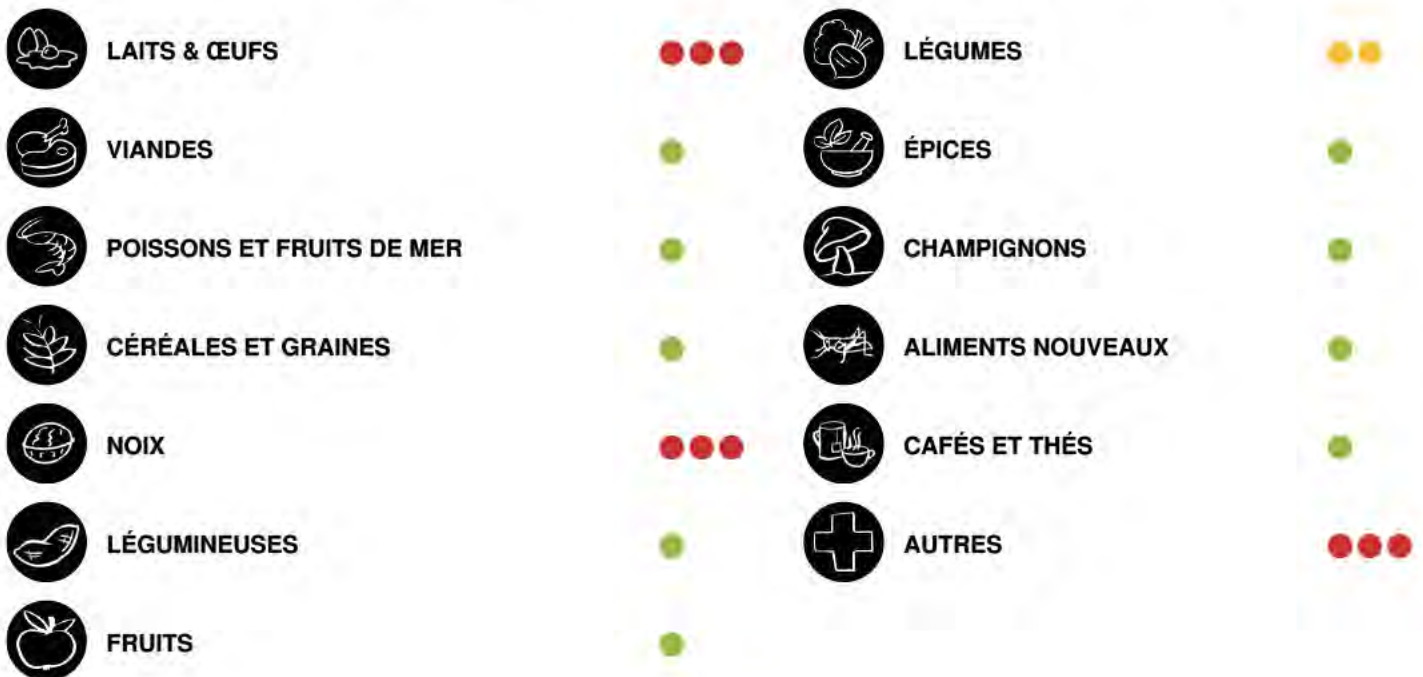 LAITS & ŒUFS
VIANDES
POISSONS ET FRUITS DE MER
CÉRÉALES ET GRAINES
NOIX
LÉGUMINEUSES
FRUITS
LÉGUMES
ÉPICES
CHAMPIGNONS
ALIMENTS NOUVEAUX
CAFÉS ET THÉS
AUTRES